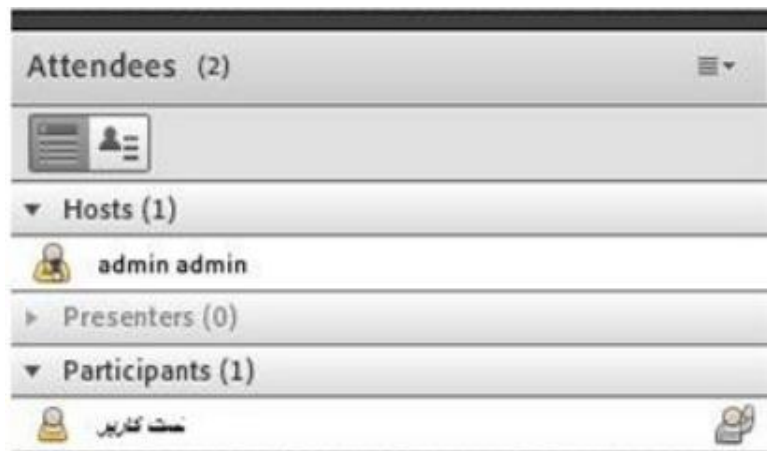 Attendees (2)
Hosts (1)
admin admin
Presenters (0)
Participants (1)
تست کاربر